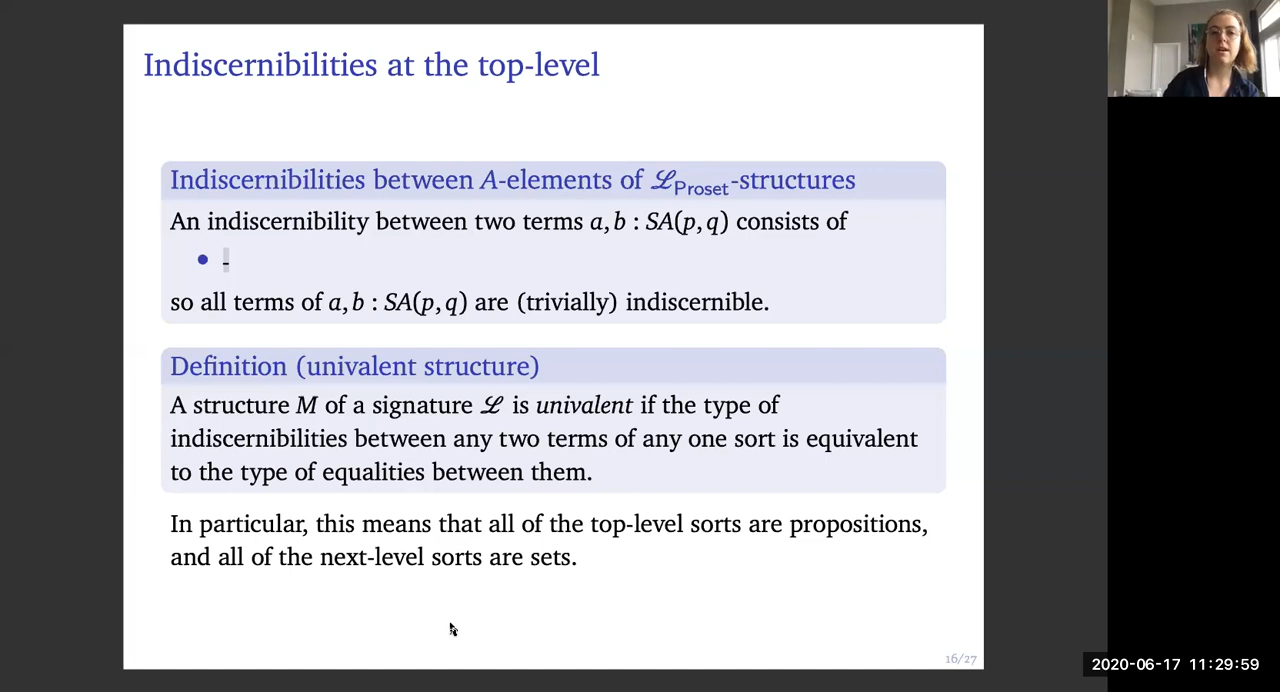 Indiscernibilities at the top-level
Indiscernibilities between A-elements of ℒ_Proset-structures
An indiscernibility between two terms a, b : SA(p, q) consists of
• -
so all terms of a, b : SA(p, q) are (trivially) indiscernible.
Definition (univalent structure)
A structure M of a signature ℒ is univalent if the type of
indiscernibilities between any two terms of any one sort is equivalent
to the type of equalities between them.
In particular, this means that all of the top-level sorts are propositions,
and all of the next-level sorts are sets.
16/27
2020-06-17 11:29:59